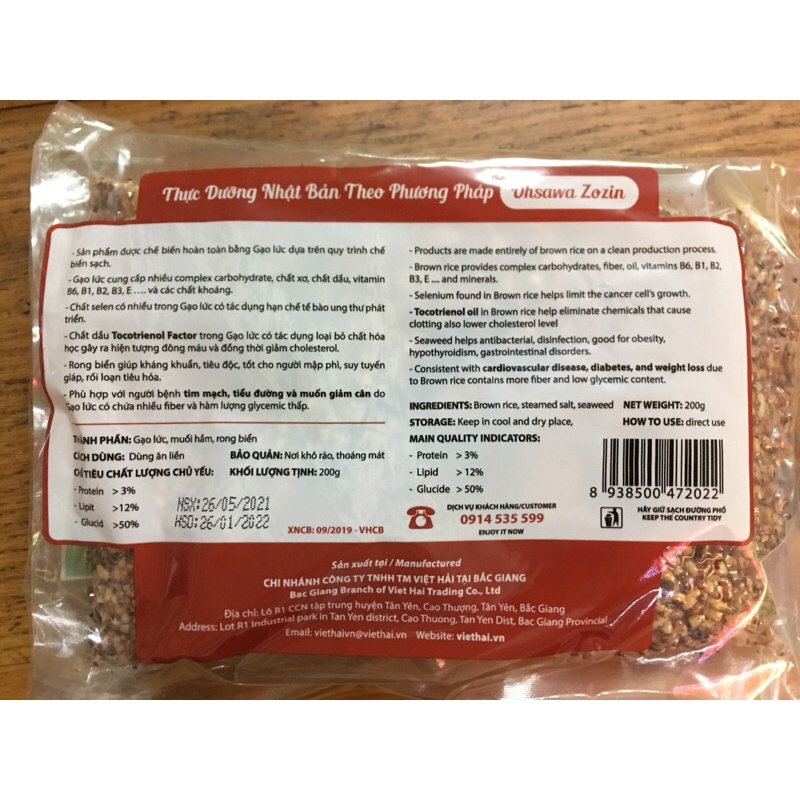 Thực Dưỡng Nhật Bản Theo Phương Pháp Ohsawa Zozin
- Sản phẩm được chế biến hoàn toàn bằng Gạo lức dựa trên quy trình chế
biến sạch.
- Gạo lức cung cấp nhiều complex carbohydrate, chất xơ, chất dầu, vitamin
B6, B1, B2, B3, E .... và các chất khoáng.
- Chất selen có nhiều trong Gạo lức có tác dụng hạn chế tế bào ung thư phát
triển.
- Chất dầu Tocotrienol Factor trong Gạo lức có tác dụng loại bỏ chất hóa
học gây ra hiện tượng đông máu và đồng thời giảm cholesterol.
- Rong biển giúp kháng khuẩn, tiêu độc, tốt cho người mập phì, suy tuyến
giáp, rối loạn tiêu hóa.
- Phù hợp với người bệnh tim mạch, tiểu đường và muốn giảm cân do
Gạo lức có chứa nhiều fiber và hàm lượng glycemic thấp.
THÀNH PHẦN: Gạo lức, muối hầm, rong biển
CÁCH DÙNG: Dùng ăn liền BẢO QUẢN: Nơi khô ráo, thoáng mát
CHỈ TIÊU CHẤT LƯỢNG CHỦ YẾU: KHỐI LƯỢNG TỊNH: 200g
- Protein > 3%
- Lipit >12%
- Glucid >50%
NSX:26/05/2021
HSD:26/01/2022
XNCB: 09/2019 - VHCB
- Products are made entirely of brown rice on a clean production process.
- Brown rice provides complex carbohydrates, fiber, oil, vitamins B6, B1, B2,
B3, E .... and minerals.
- Selenium found in Brown rice helps limit the cancer cell's growth.
- Tocotrienol oil in Brown rice help eliminate chemicals that cause
clotting also lower cholesterol level
- Seaweed helps antibacterial, disinfection, good for obesity,
hypothyroidism, gastrointestinal disorders.
- Consistent with cardiovascular disease, diabetes, and weight loss due
to Brown rice contains more fiber and low glycemic content.
INGREDIENTS: Brown rice, steamed salt, seaweed NET WEIGHT: 200g
STORAGE: Keep in cool and dry place, HOW TO USE: direct use
MAIN QUALITY INDICATORS:
- Protein > 3%
- Lipid > 12%
- Glucide > 50%
8 938500 472022
DỊCH VỤ KHÁCH HÀNG/CUSTOMER
0914 535 599
ENJOY IT NOW
HÃY GIỮ SẠCH ĐƯỜNG PHỐ
KEEP THE COUNTRY TIDY
Sản xuất tại / Manufactured
CHI NHÁNH CÔNG TY TNHH TM VIỆT HẢI TẠI BẮC GIANG
Bac Giang Branch of Viet Hai Trading Co., Ltd
Địa chỉ: Lô R1 CCN tập trung huyện Tân Yên, Cao Thượng, Tân Yên, Bắc Giang
Address: Lot R1 Industrial park in Tan Yen district, Cao Thuong, Tan Yen Dist, Bac Giang Provincial
Email: viethaivn@viethai.vn Website: viethai.vn